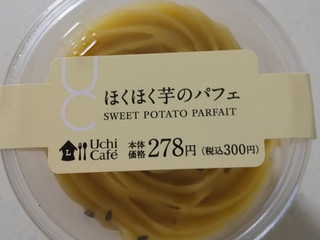 UC
ほくほく芋のパフェ
SWEET POTATO PARFAIT
L Uchi Café 本体価格 278円 (税込300円)